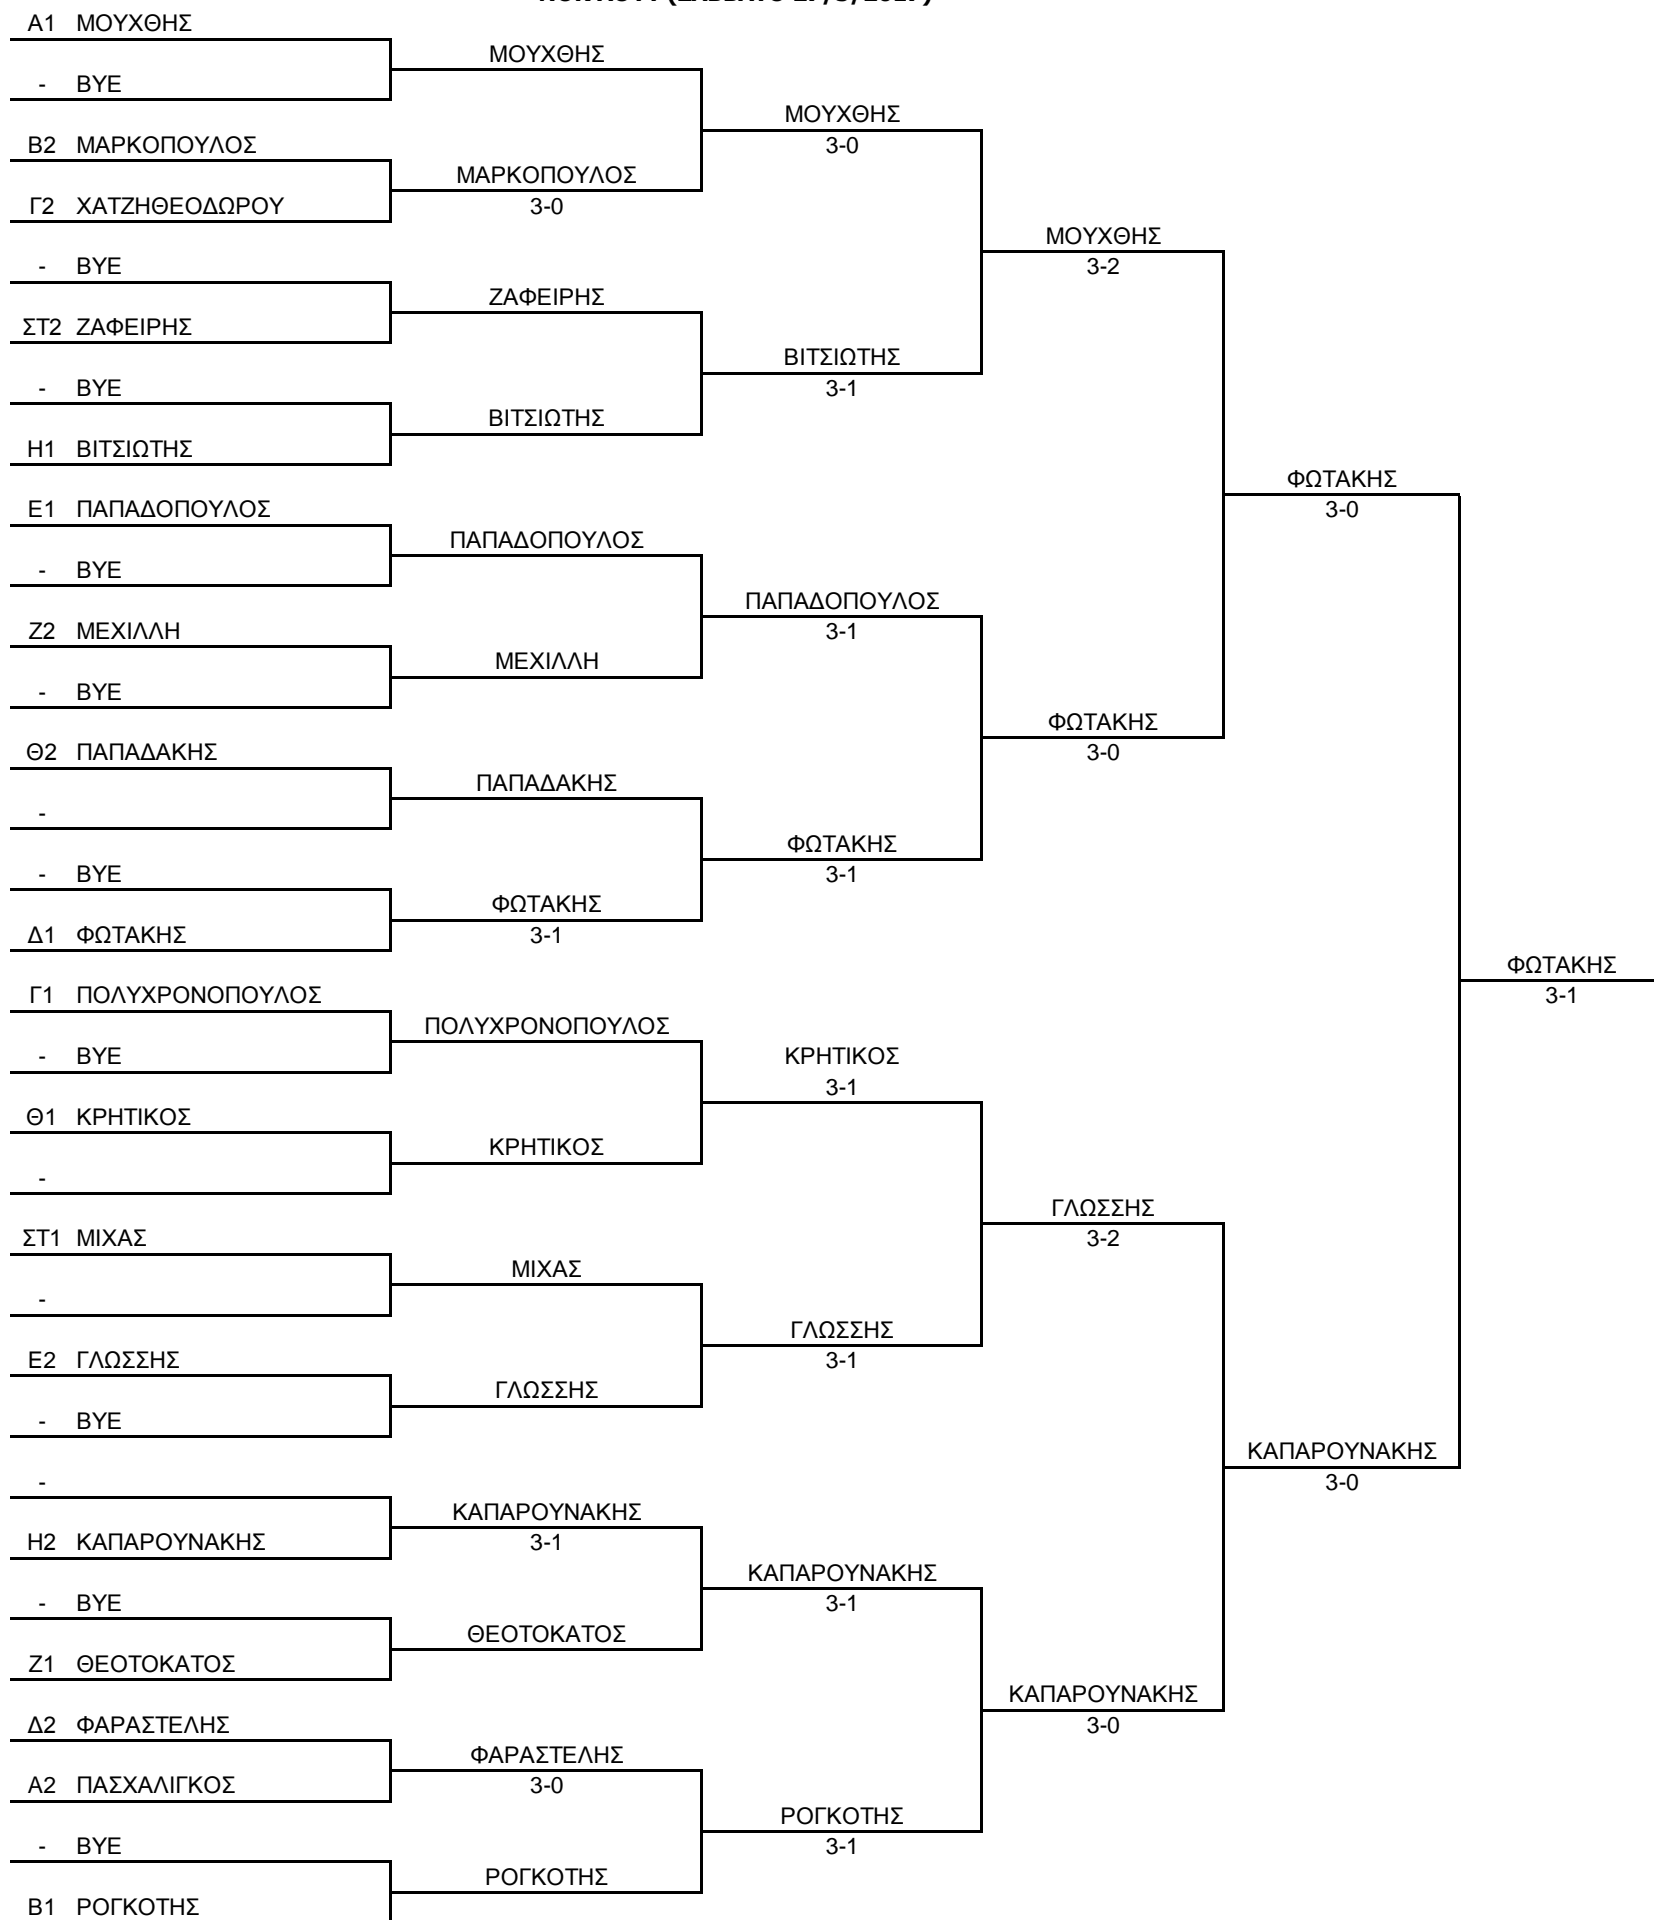 Α1 ΜΟΥΧΘΗΣ
ΜΟΥΧΘΗΣ
- BYE
ΜΟΥΧΘΗΣ
3-0
Β2 ΜΑΡΚΟΠΟΥΛΟΣ
ΜΑΡΚΟΠΟΥΛΟΣ
3-0
Γ2 ΧΑΤΖΗΘΕΟΔΩΡΟΥ
ΜΟΥΧΘΗΣ
3-2
- BYE
ΖΑΦΕΙΡΗΣ
ΣΤ2 ΖΑΦΕΙΡΗΣ
ΒΙΤΣΙΩΤΗΣ
3-1
- BYE
ΒΙΤΣΙΩΤΗΣ
Η1 ΒΙΤΣΙΩΤΗΣ
ΦΩΤΑΚΗΣ
3-0
Ε1 ΠΑΠΑΔΟΠΟΥΛΟΣ
ΠΑΠΑΔΟΠΟΥΛΟΣ
- BYE
ΠΑΠΑΔΟΠΟΥΛΟΣ
3-1
Ζ2 ΜΕΧΙΛΛΗ
ΜΕΧΙΛΛΗ
- BYE
ΦΩΤΑΚΗΣ
3-0
Θ2 ΠΑΠΑΔΑΚΗΣ
ΠΑΠΑΔΑΚΗΣ
-
ΦΩΤΑΚΗΣ
3-1
- BYE
ΦΩΤΑΚΗΣ
3-1
Δ1 ΦΩΤΑΚΗΣ
ΦΩΤΑΚΗΣ
3-1
Γ1 ΠΟΛΥΧΡΟΝΟΠΟΥΛΟΣ
ΠΟΛΥΧΡΟΝΟΠΟΥΛΟΣ
- BYE
ΚΡΗΤΙΚΟΣ
3-1
Θ1 ΚΡΗΤΙΚΟΣ
ΚΡΗΤΙΚΟΣ
-
ΓΛΩΣΣΗΣ
3-2
ΣΤ1 ΜΙΧΑΣ
ΜΙΧΑΣ
-
ΓΛΩΣΣΗΣ
3-1
Ε2 ΓΛΩΣΣΗΣ
ΓΛΩΣΣΗΣ
- BYE
ΚΑΠΑΡΟΥΝΑΚΗΣ
3-0
-
ΚΑΠΑΡΟΥΝΑΚΗΣ
3-1
Η2 ΚΑΠΑΡΟΥΝΑΚΗΣ
ΚΑΠΑΡΟΥΝΑΚΗΣ
3-1
- BYE
ΘΕΟΤΟΚΑΤΟΣ
Ζ1 ΘΕΟΤΟΚΑΤΟΣ
ΚΑΠΑΡΟΥΝΑΚΗΣ
3-0
Δ2 ΦΑΡΑΣΤΕΛΗΣ
ΦΑΡΑΣΤΕΛΗΣ
3-0
Α2 ΠΑΣΧΑΛΙΓΚΟΣ
ΡΟΓΚΟΤΗΣ
3-1
- BYE
ΡΟΓΚΟΤΗΣ
Β1 ΡΟΓΚΟΤΗΣ